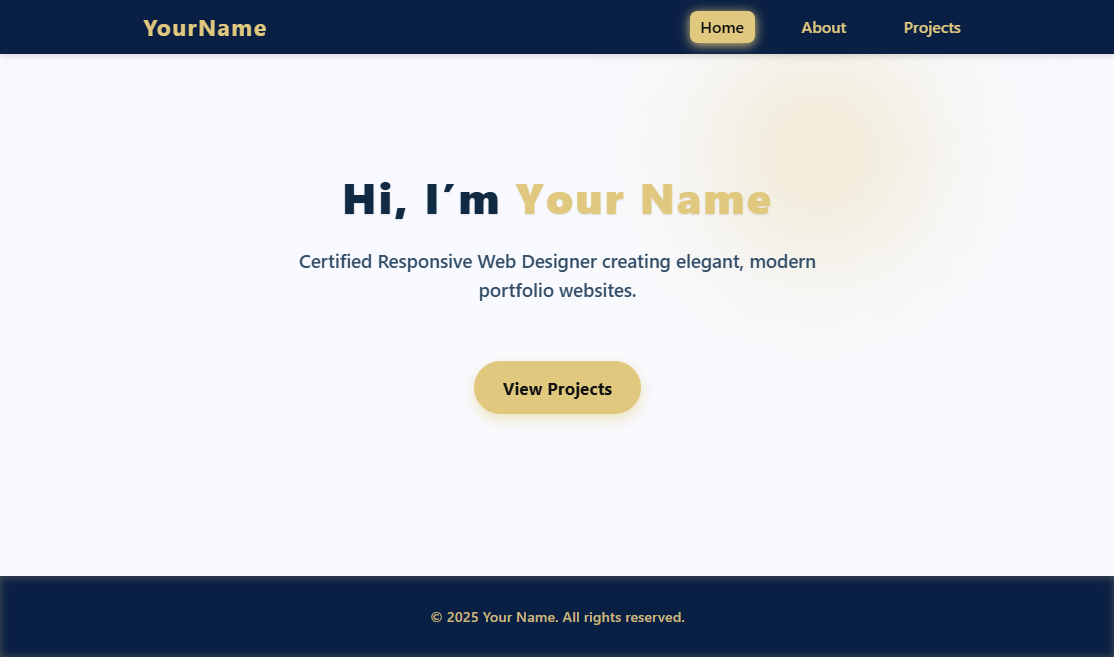 YourName
Home
About
Projects
Hi, I’m Your Name
Certified Responsive Web Designer creating elegant, modern
portfolio websites.
View Projects
© 2025 Your Name. All rights reserved.